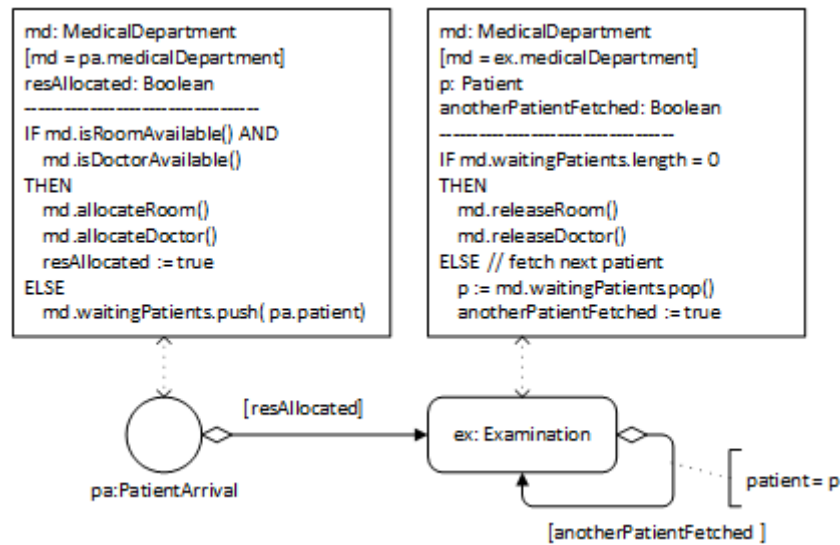 md: MedicalDepartment
[md = pa.medicalDepartment]
resAllocated: Boolean
------------------------------------
IF md.isRoomAvailable() AND
md.isDoctorAvailable()
THEN
md.allocateRoom()
md.allocateDoctor()
resAllocated := true
ELSE
md.waitingPatients.push( pa.patient)
md: MedicalDepartment
[md = ex.medicalDepartment]
p: Patient
anotherPatientFetched: Boolean
------------------------------------
IF md.waitingPatients.length = 0
THEN
md.releaseRoom()
md.releaseDoctor()
ELSE // fetch next patient
p := md.waitingPatients.pop()
anotherPatientFetched := true
[resAllocated]
ex: Examination
pa:PatientArrival
patient = p
[anotherPatientFetched ]